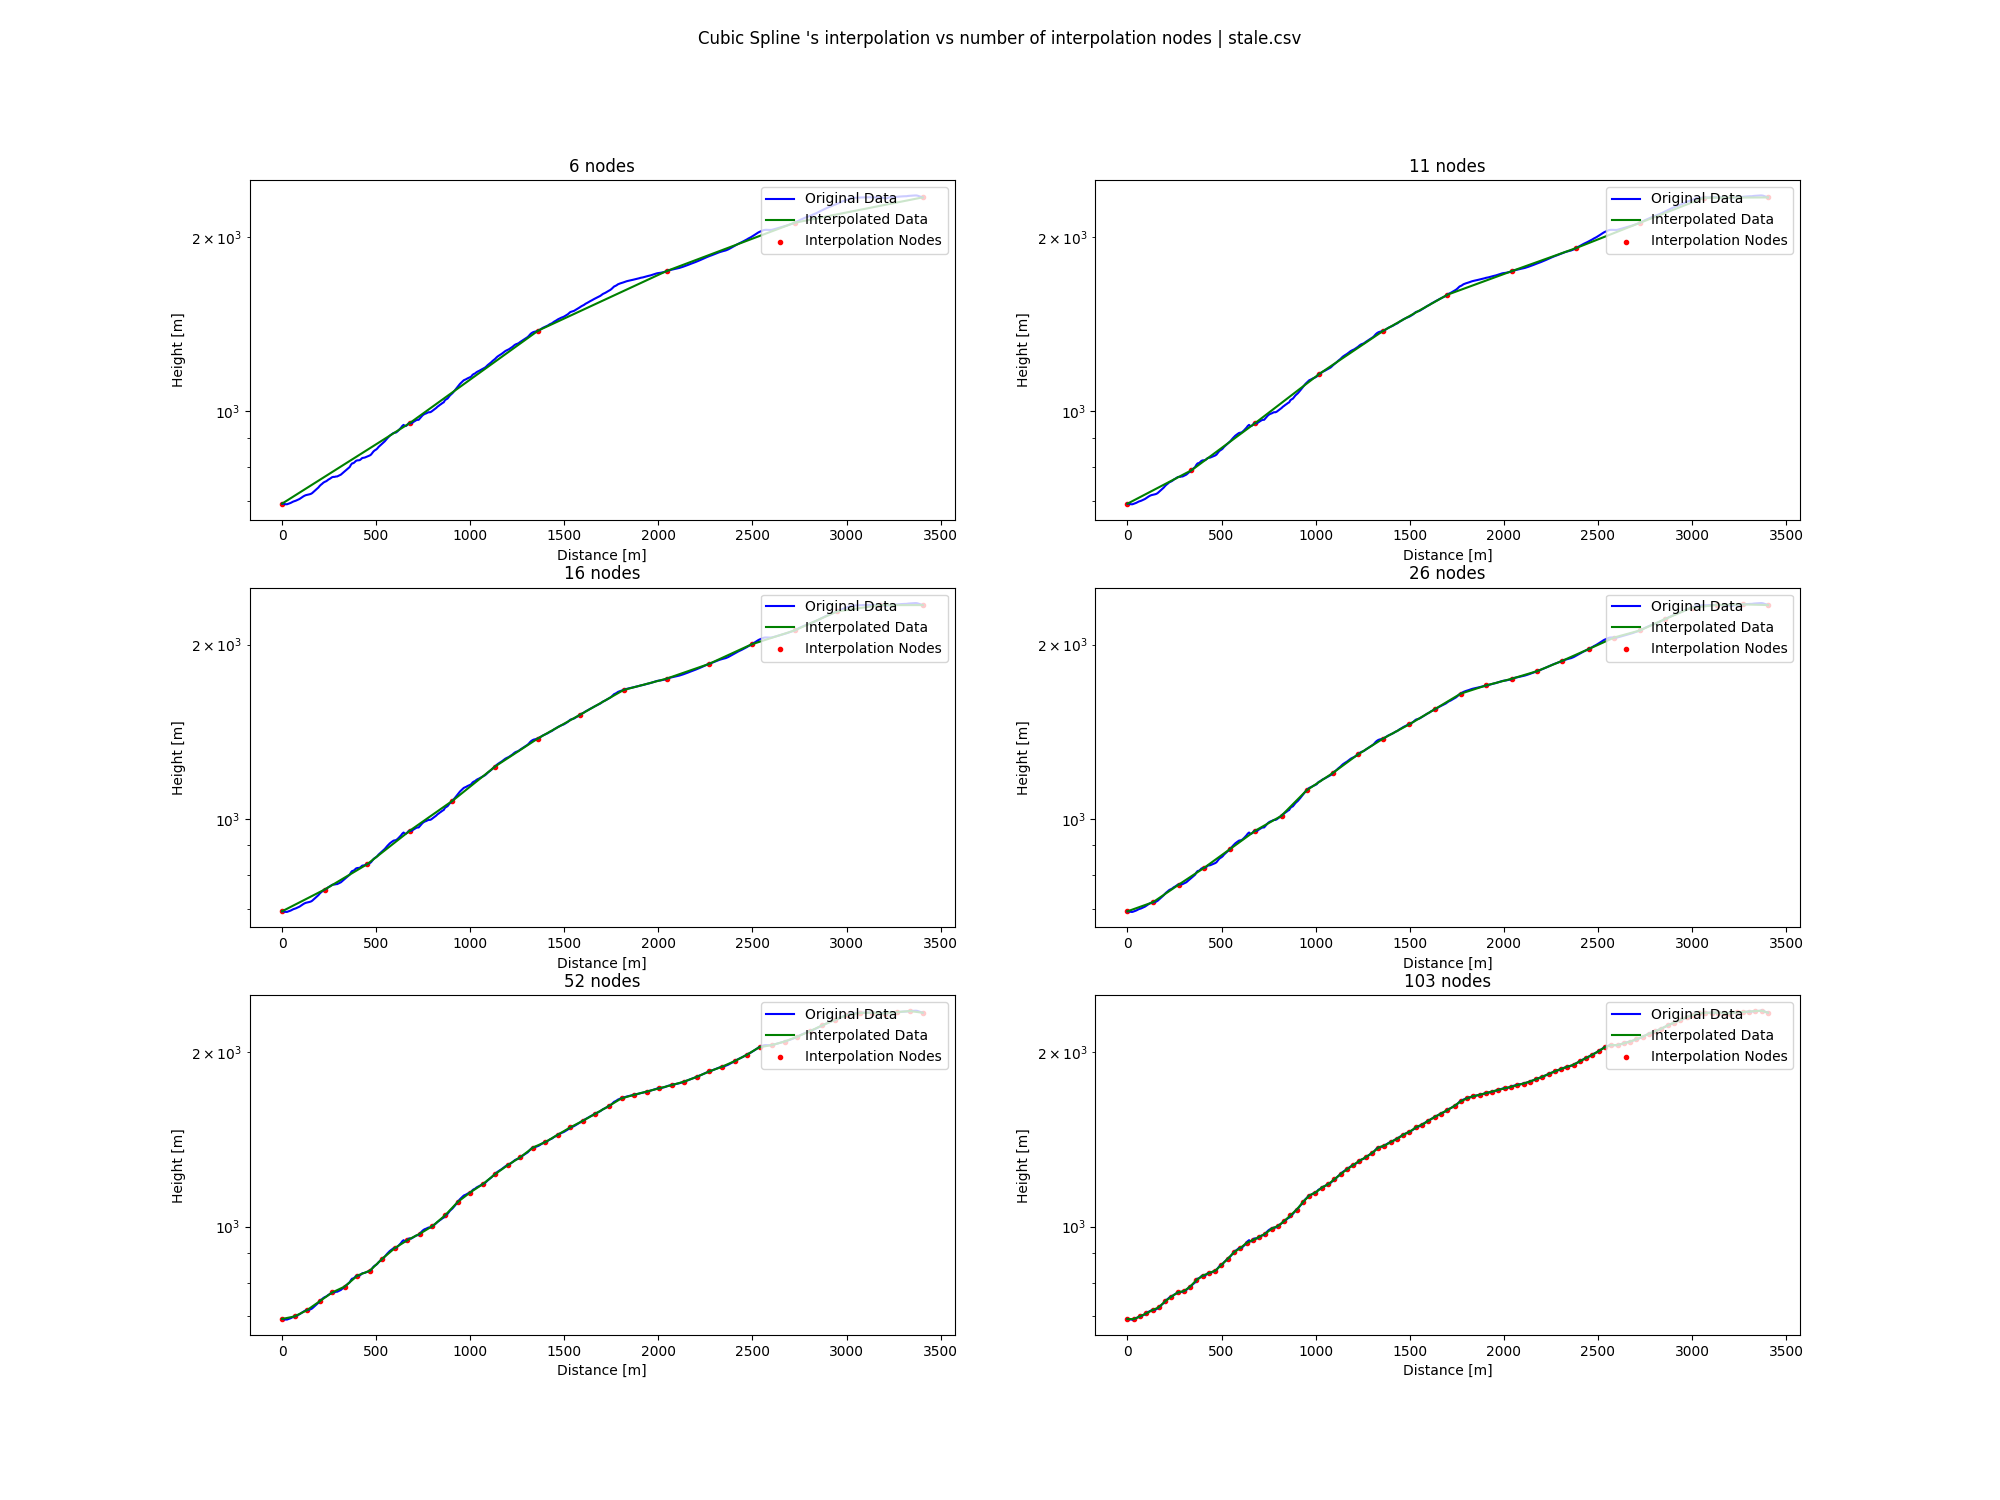 Cubic Spline 's interpolation vs number of interpolation nodes | stale.csv
6 nodes
Original Data
Interpolated Data
Interpolation Nodes
2 × 10³
10³
Height [m]
0 500 1000 1500 2000 2500 3000 3500
Distance [m]
11 nodes
Original Data
Interpolated Data
Interpolation Nodes
2 × 10³
10³
Height [m]
0 500 1000 1500 2000 2500 3000 3500
Distance [m]
16 nodes
Original Data
Interpolated Data
Interpolation Nodes
2 × 10³
10³
Height [m]
0 500 1000 1500 2000 2500 3000 3500
Distance [m]
26 nodes
Original Data
Interpolated Data
Interpolation Nodes
2 × 10³
10³
Height [m]
0 500 1000 1500 2000 2500 3000 3500
Distance [m]
52 nodes
Original Data
Interpolated Data
Interpolation Nodes
2 × 10³
10³
Height [m]
0 500 1000 1500 2000 2500 3000 3500
Distance [m]
103 nodes
Original Data
Interpolated Data
Interpolation Nodes
2 × 10³
10³
Height [m]
0 500 1000 1500 2000 2500 3000 3500
Distance [m]